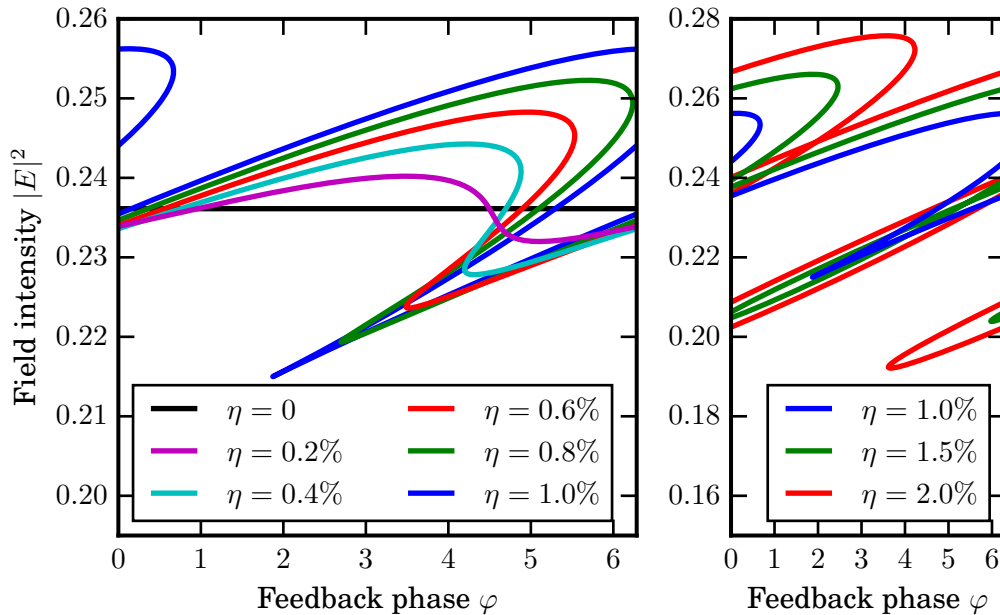 Field intensity |E|²
0.26
0.25
0.24
0.23
0.22
0.21
0.20
η = 0
η = 0.2%
η = 0.4%
η = 0.6%
η = 0.8%
η = 1.0%
0 1 2 3 4 5 6
Feedback phase φ
0.28
0.26
0.24
0.22
0.20
0.18
0.16
η = 1.0%
η = 1.5%
η = 2.0%
0 1 2 3 4 5 6
Feedback phase φ